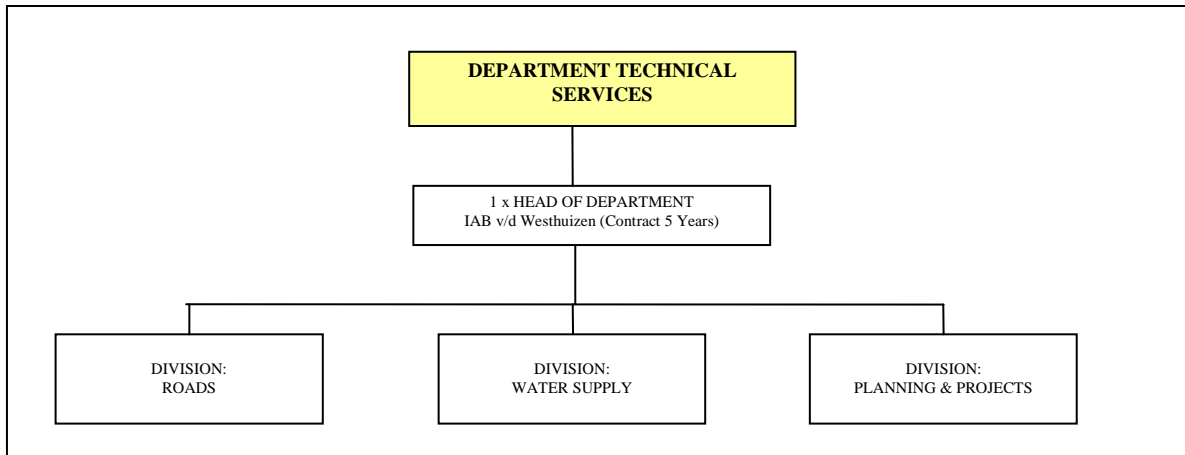 DEPARTMENT TECHNICAL
SERVICES
1 x HEAD OF DEPARTMENT
IAB v/d Westhuizen (Contract 5 Years)
DIVISION:
ROADS
DIVISION:
WATER SUPPLY
DIVISION:
PLANNING & PROJECTS